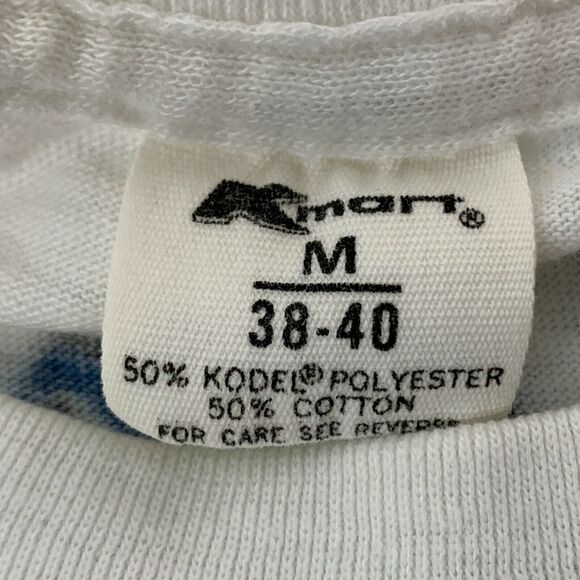 Kmart®
M
38-40
50% KODEL® POLYESTER
50% COTTON
FOR CARE SEE REVERSE